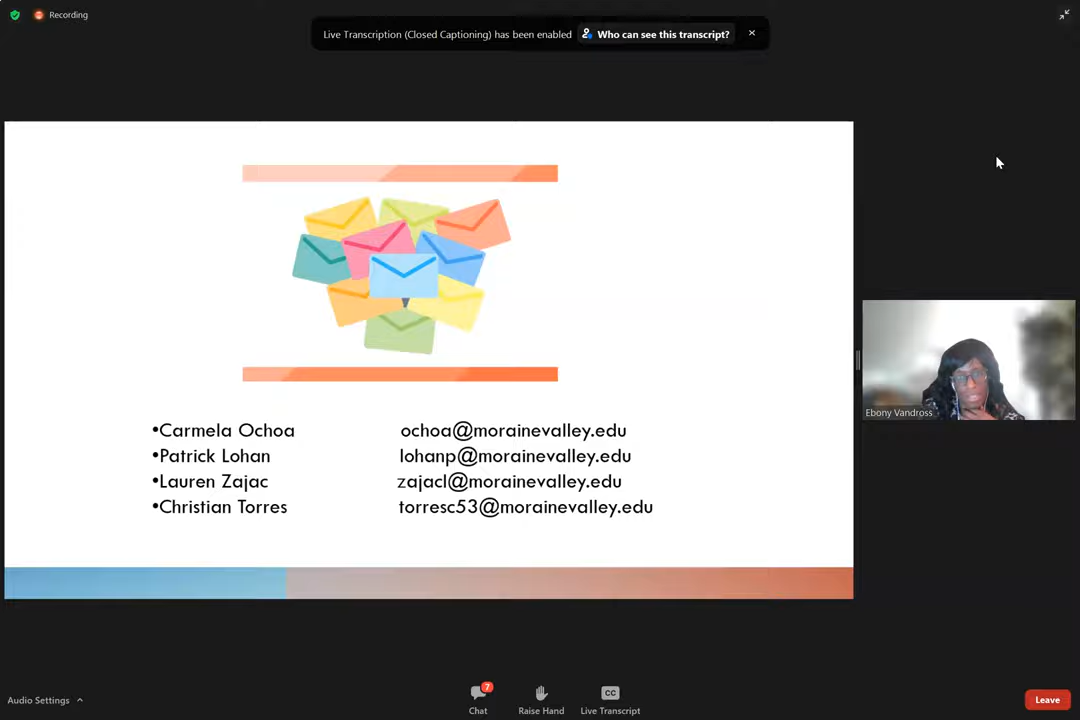 Recording
Live Transcription (Closed Captioning) has been enabled Who can see this transcript?
•Carmela Ochoa ochoa@morainevalley.edu
•Patrick Lohan lohanp@morainevalley.edu
•Lauren Zajac zajacl@morainevalley.edu
•Christian Torres torresc53@morainevalley.edu
Ebony Vandross
Audio Settings
7
CC
Chat Raise Hand Live Transcript
Leave